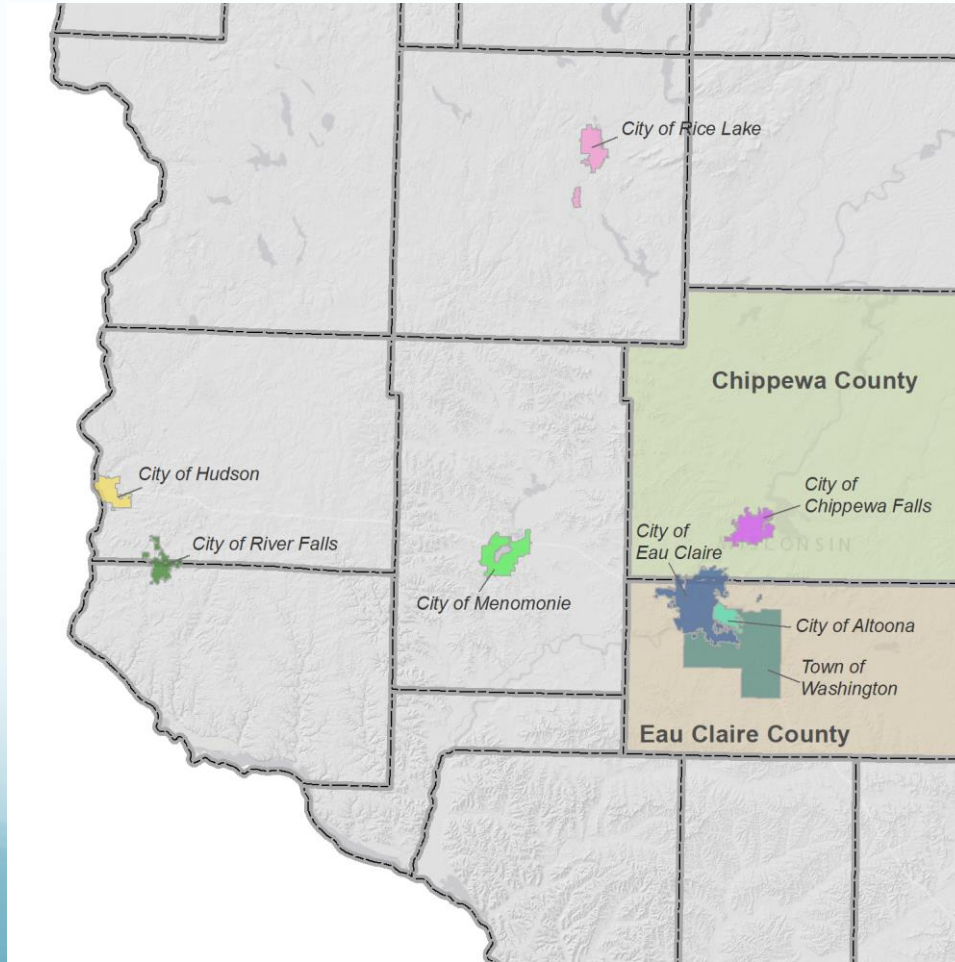 City of Rice Lake
Chippewa County
City of Hudson
City of
Chippewa Falls
City of
Eau Claire
WISCONSIN
City of River Falls
City of Menomonie
City of Altoona
Town of
Washington
Eau Claire County